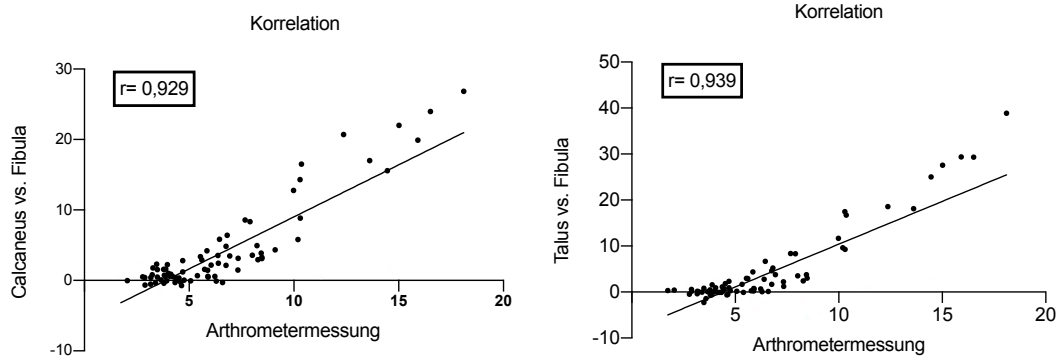 Korrelation
r= 0,929
Calcaneus vs. Fibula
30
20
10
0
-10
5
10
15
20
Arthrometermessung
Korrelation
r= 0,939
Talus vs. Fibula
50
40
30
20
10
0
-10
5
10
15
20
Arthrometermessung